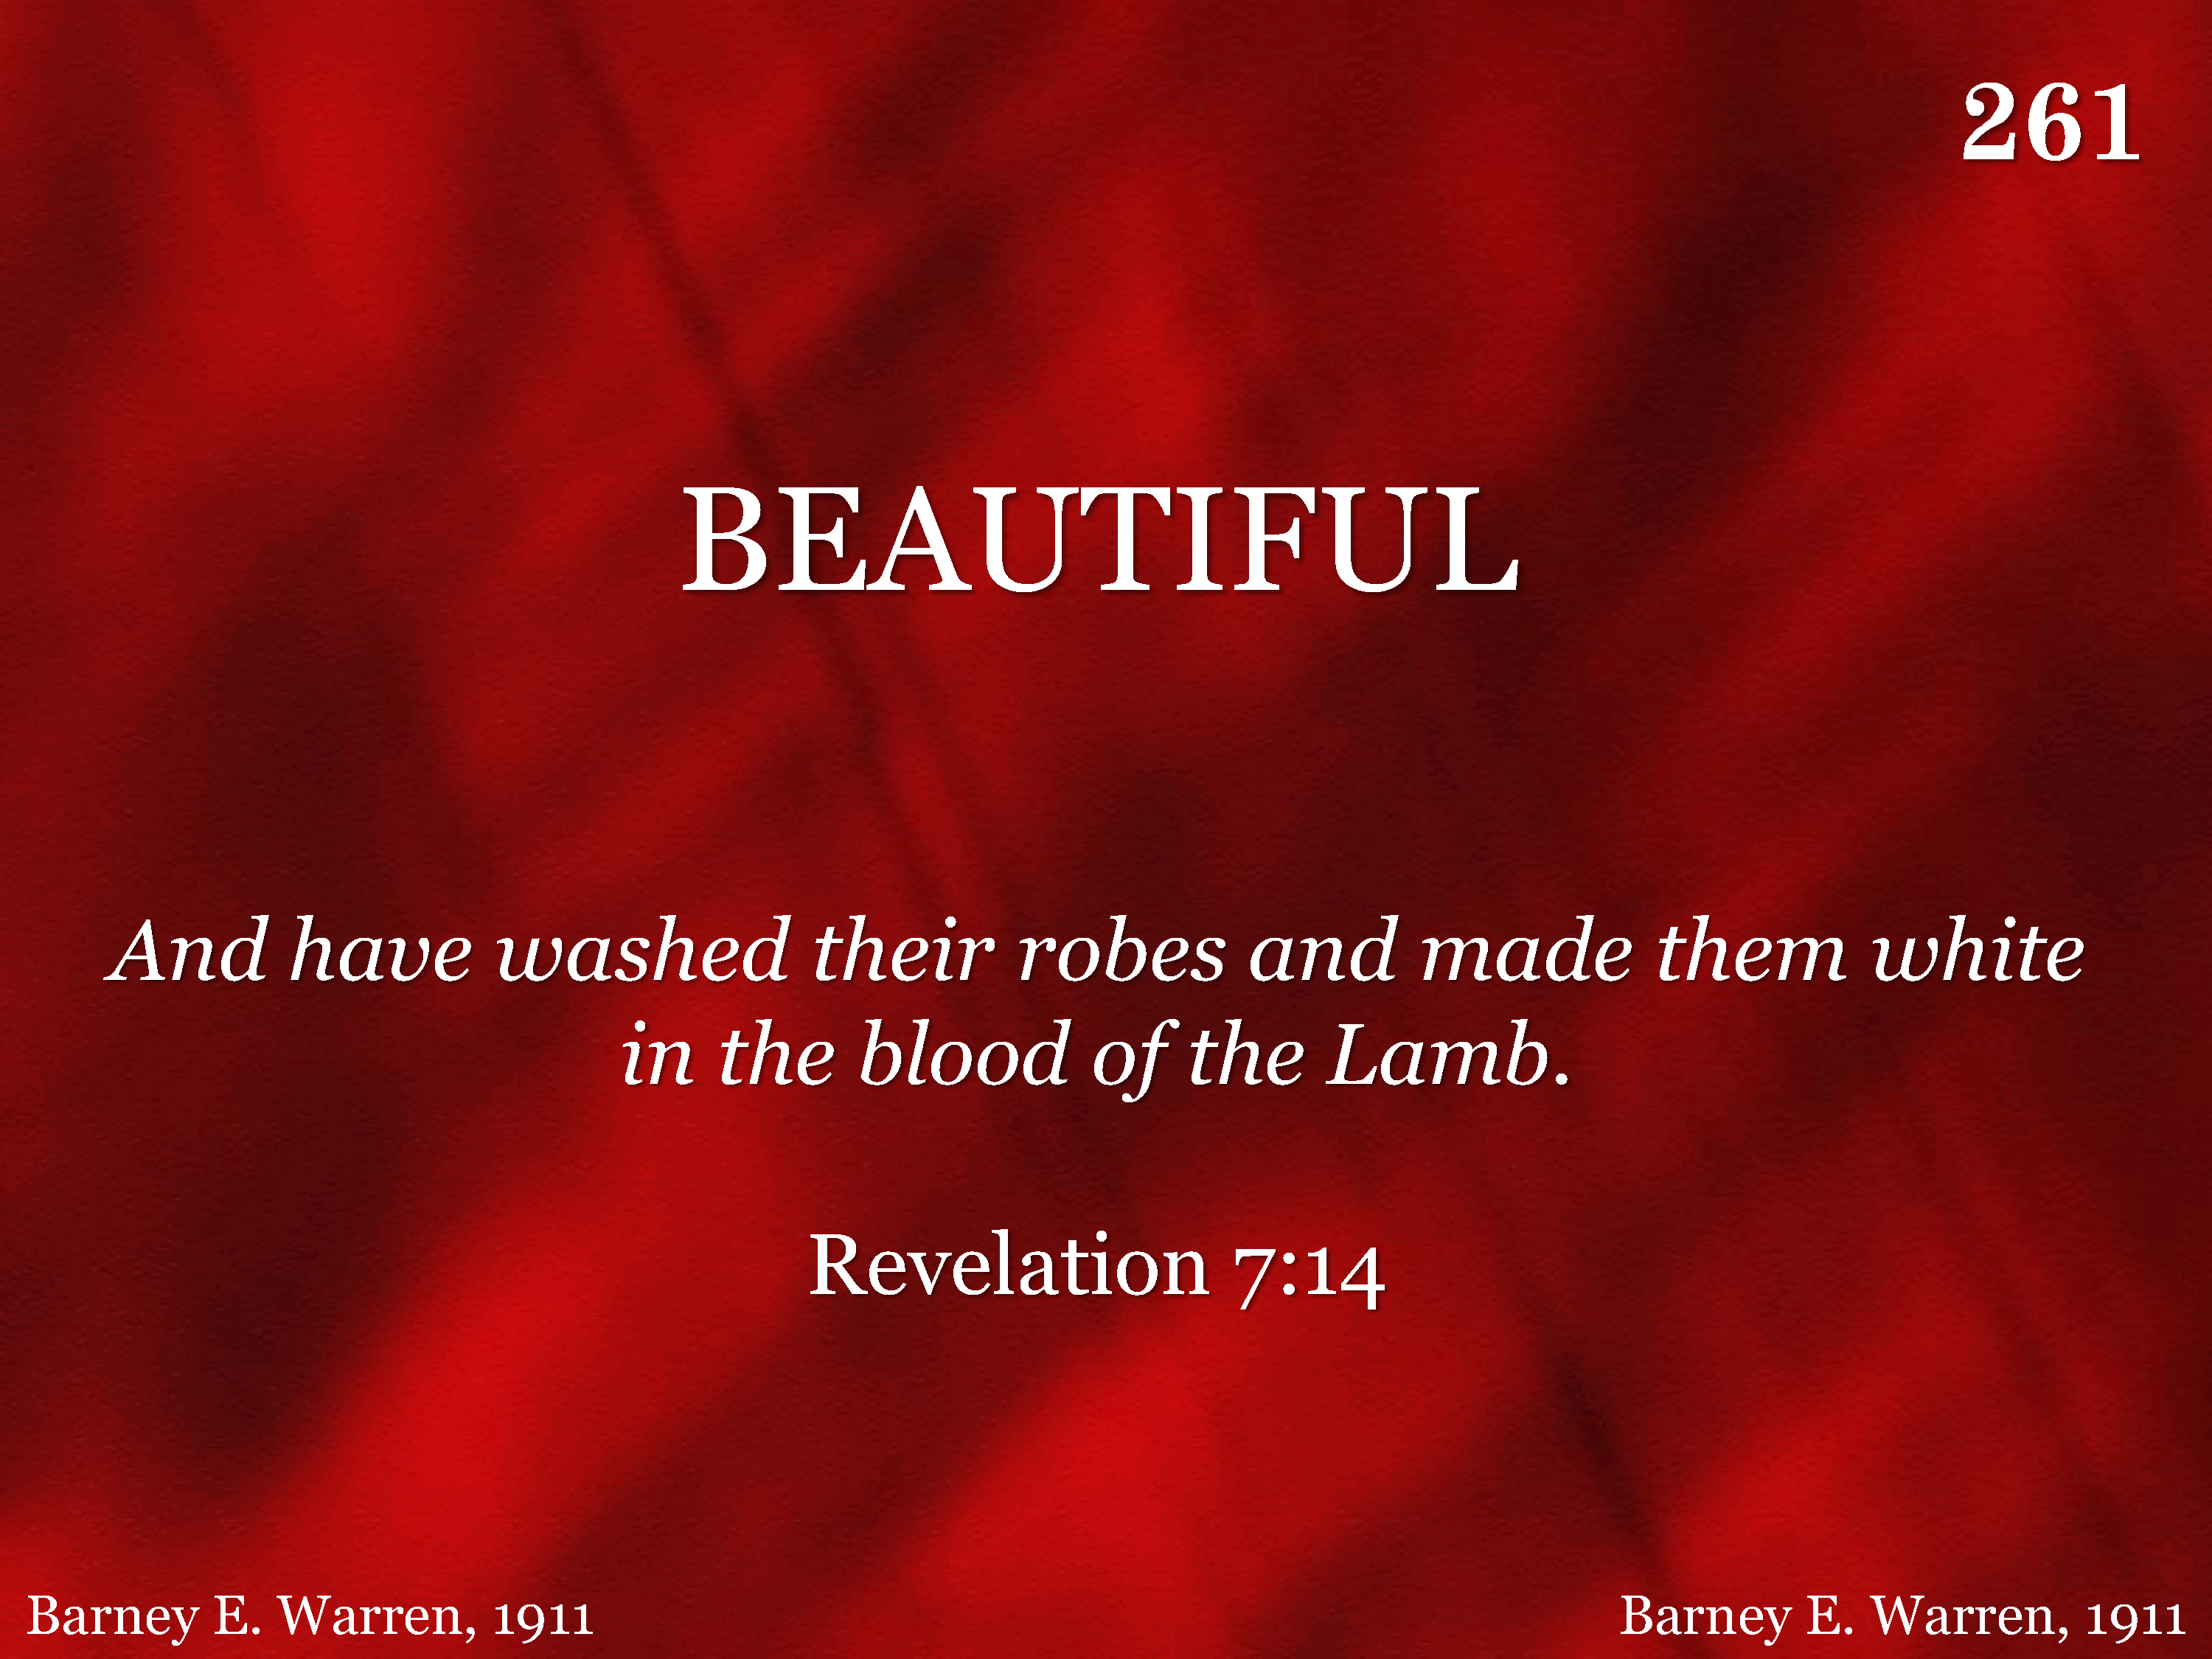 261
BEAUTIFUL
And have washed their robes and made them white
in the blood of the Lamb.
Revelation 7:14
Barney E. Warren, 1911
Barney E. Warren, 1911